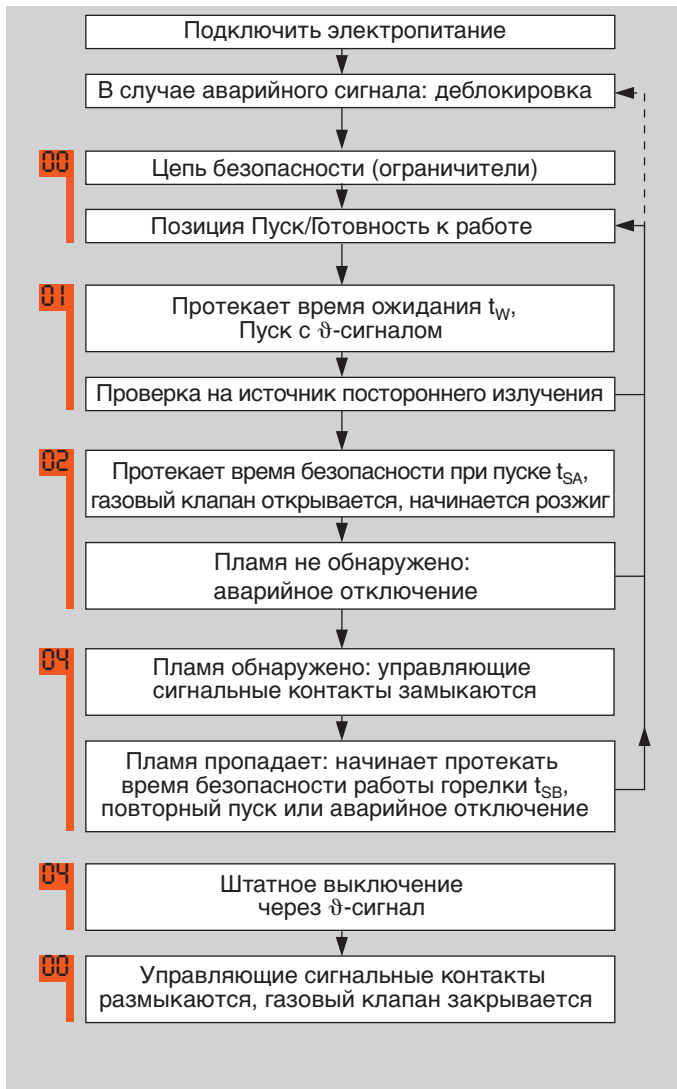 Подключить электропитание
В случае аварийного сигнала: деблокировка
00
Цепь безопасности (ограничители)
Позиция Пуск/Готовность к работе
01
Протекает время ожидания tW,
Пуск с ϑ-сигналом
Проверка на источник постороннего излучения
02
Протекает время безопасности при пуске tSA,
газовый клапан открывается, начинается розжиг
Пламя не обнаружено:
аварийное отключение
04
Пламя обнаружено: управляющие
сигнальные контакты замыкаются
Пламя пропадает: начинает протекать
время безопасности работы горелки tSB,
повторный пуск или аварийное отключение
04
Штатное выключение
через ϑ-сигнал
00
Управляющие сигнальные контакты
размыкаются, газовый клапан закрывается